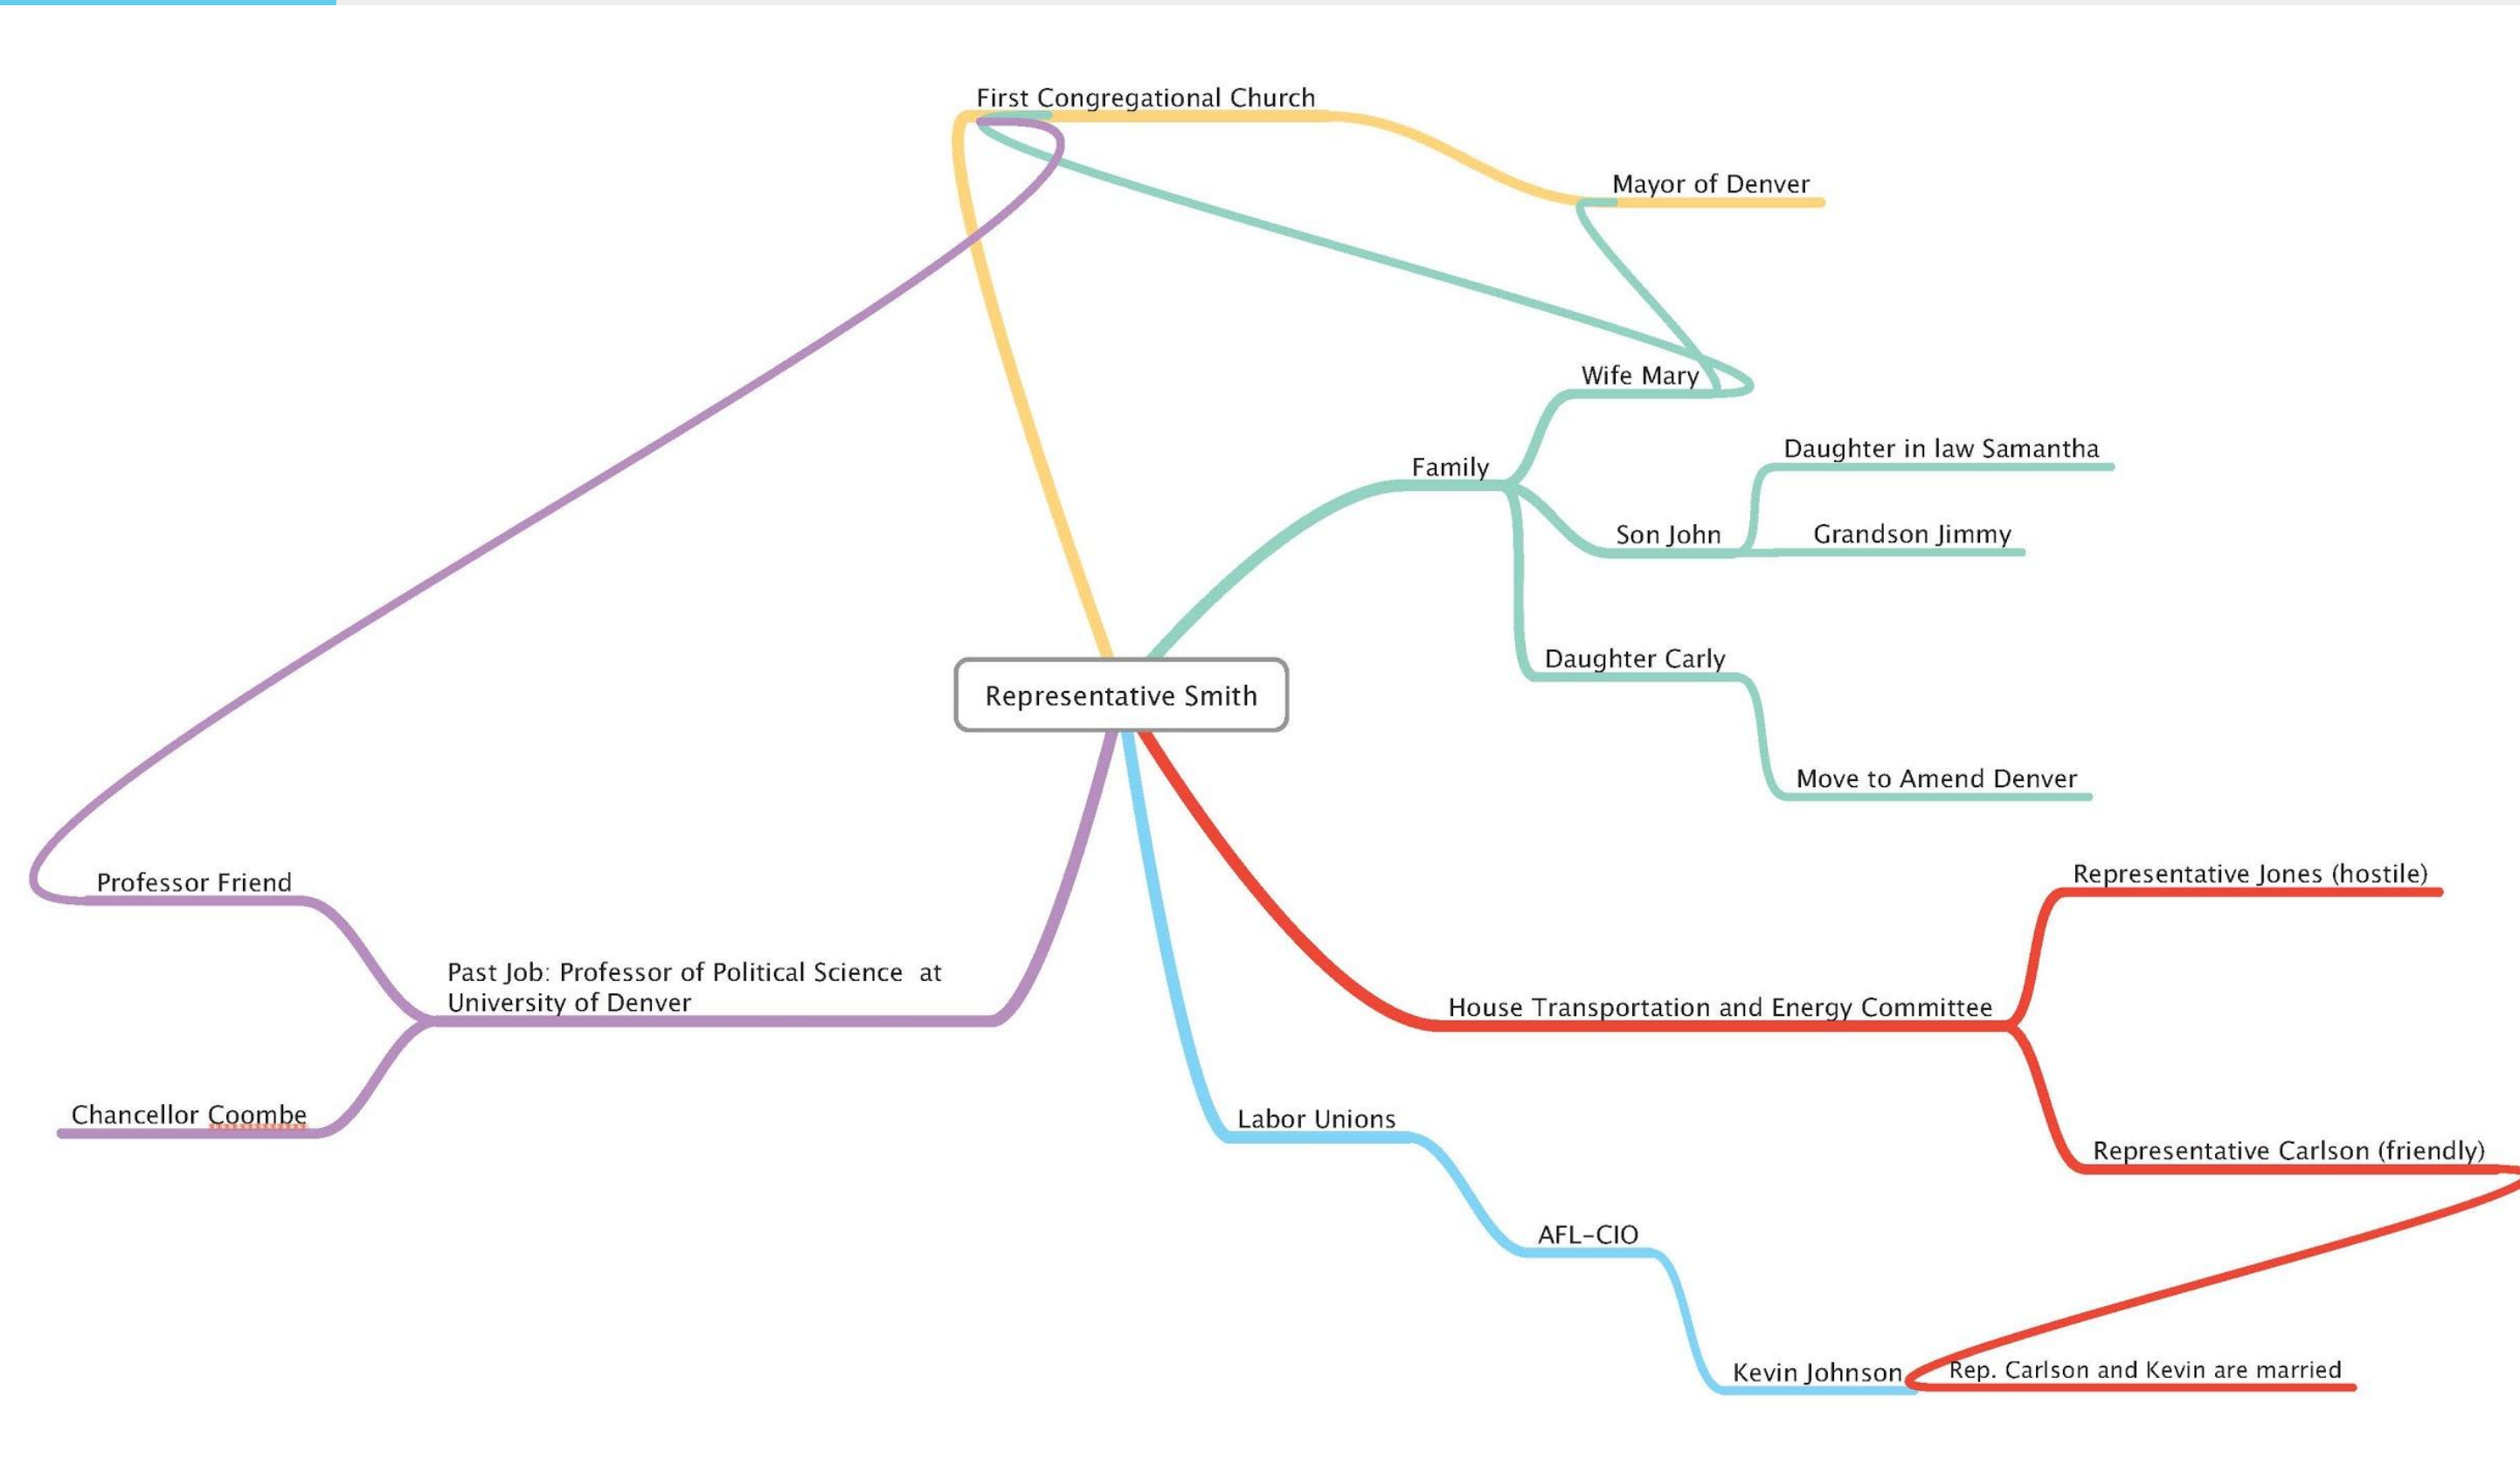 First Congregational Church
Mayor of Denver
Wife Mary
Daughter in law Samantha
Family
Son John
Grandson Jimmy
Daughter Carly
Representative Smith
Move to Amend Denver
Representative Jones (hostile)
Professor Friend
Past Job: Professor of Political Science at
University of Denver
House Transportation and Energy Committee
Chancellor Coombe
Labor Unions
Representative Carlson (friendly)
AFL-CIO
Kevin Johnson
Rep. Carlson and Kevin are married